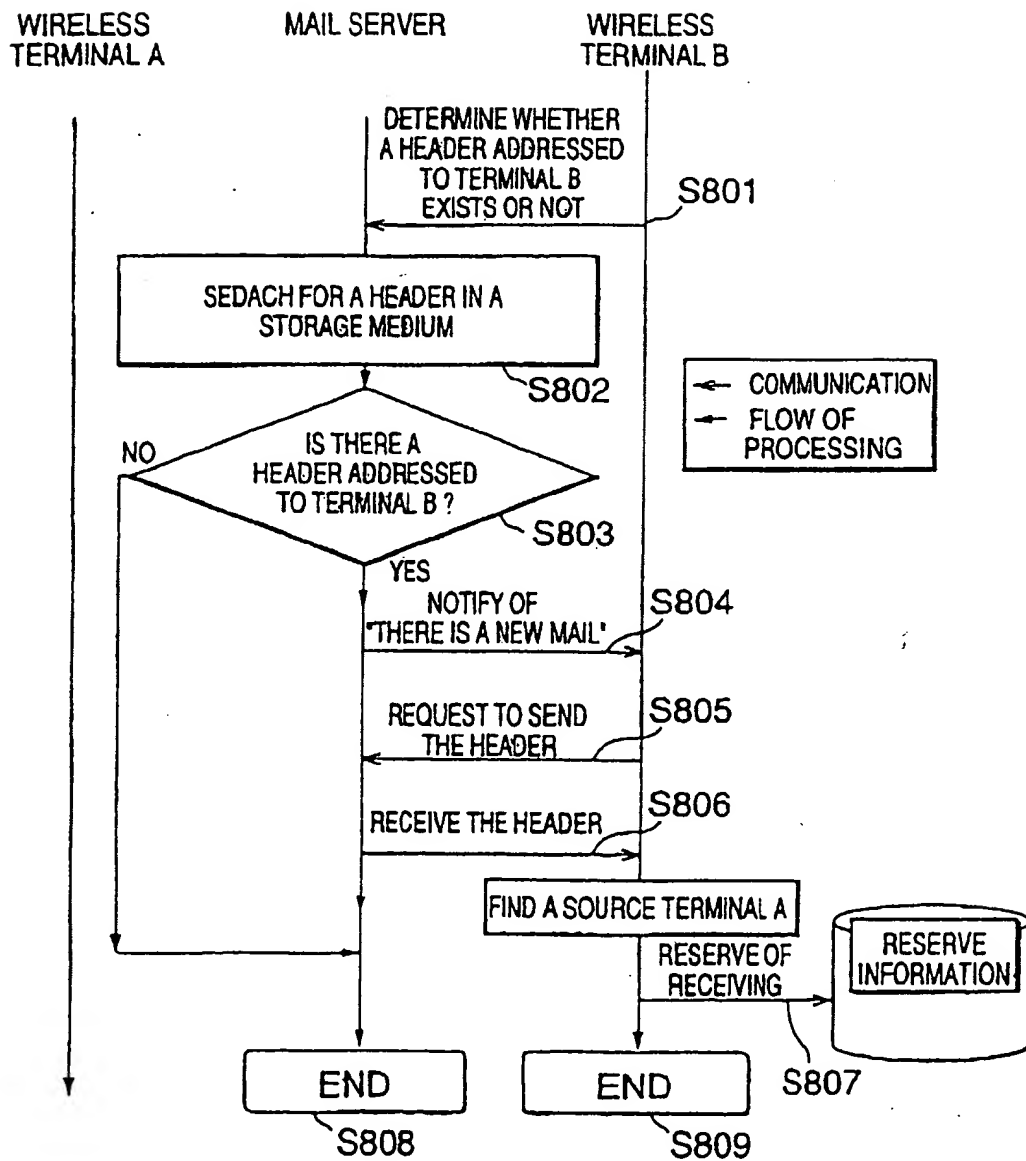 WIRELESS
TERMINAL A
MAIL SERVER
WIRELESS
TERMINAL B
DETERMINE WHETHER
A HEADER ADDRESSED
TO TERMINAL B
EXISTS OR NOT
S801
SEDACH FOR A HEADER IN A
STORAGE MEDIUM
S802
COMMUNICATION
FLOW OF
PROCESSING
NO
IS THERE A
HEADER ADDRESSED
TO TERMINAL B ?
S803
YES
NOTIFY OF
"THERE IS A NEW MAIL"
S804
REQUEST TO SEND
THE HEADER
S805
RECEIVE THE HEADER
S806
FIND A SOURCE TERMINAL A
RESERVE OF
RECEIVING
RESERVE
INFORMATION
S807
END
S808
END
S809